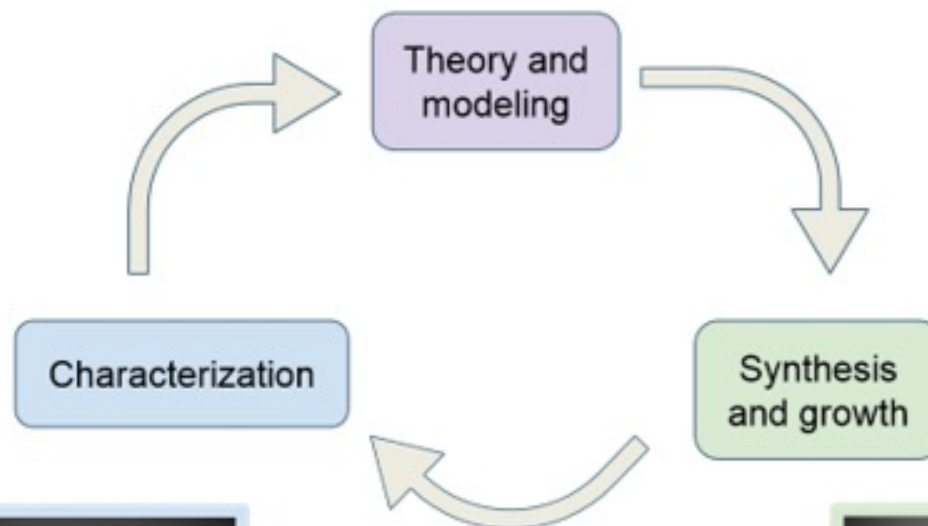 Theory and
modeling
Characterization
Synthesis
and growth